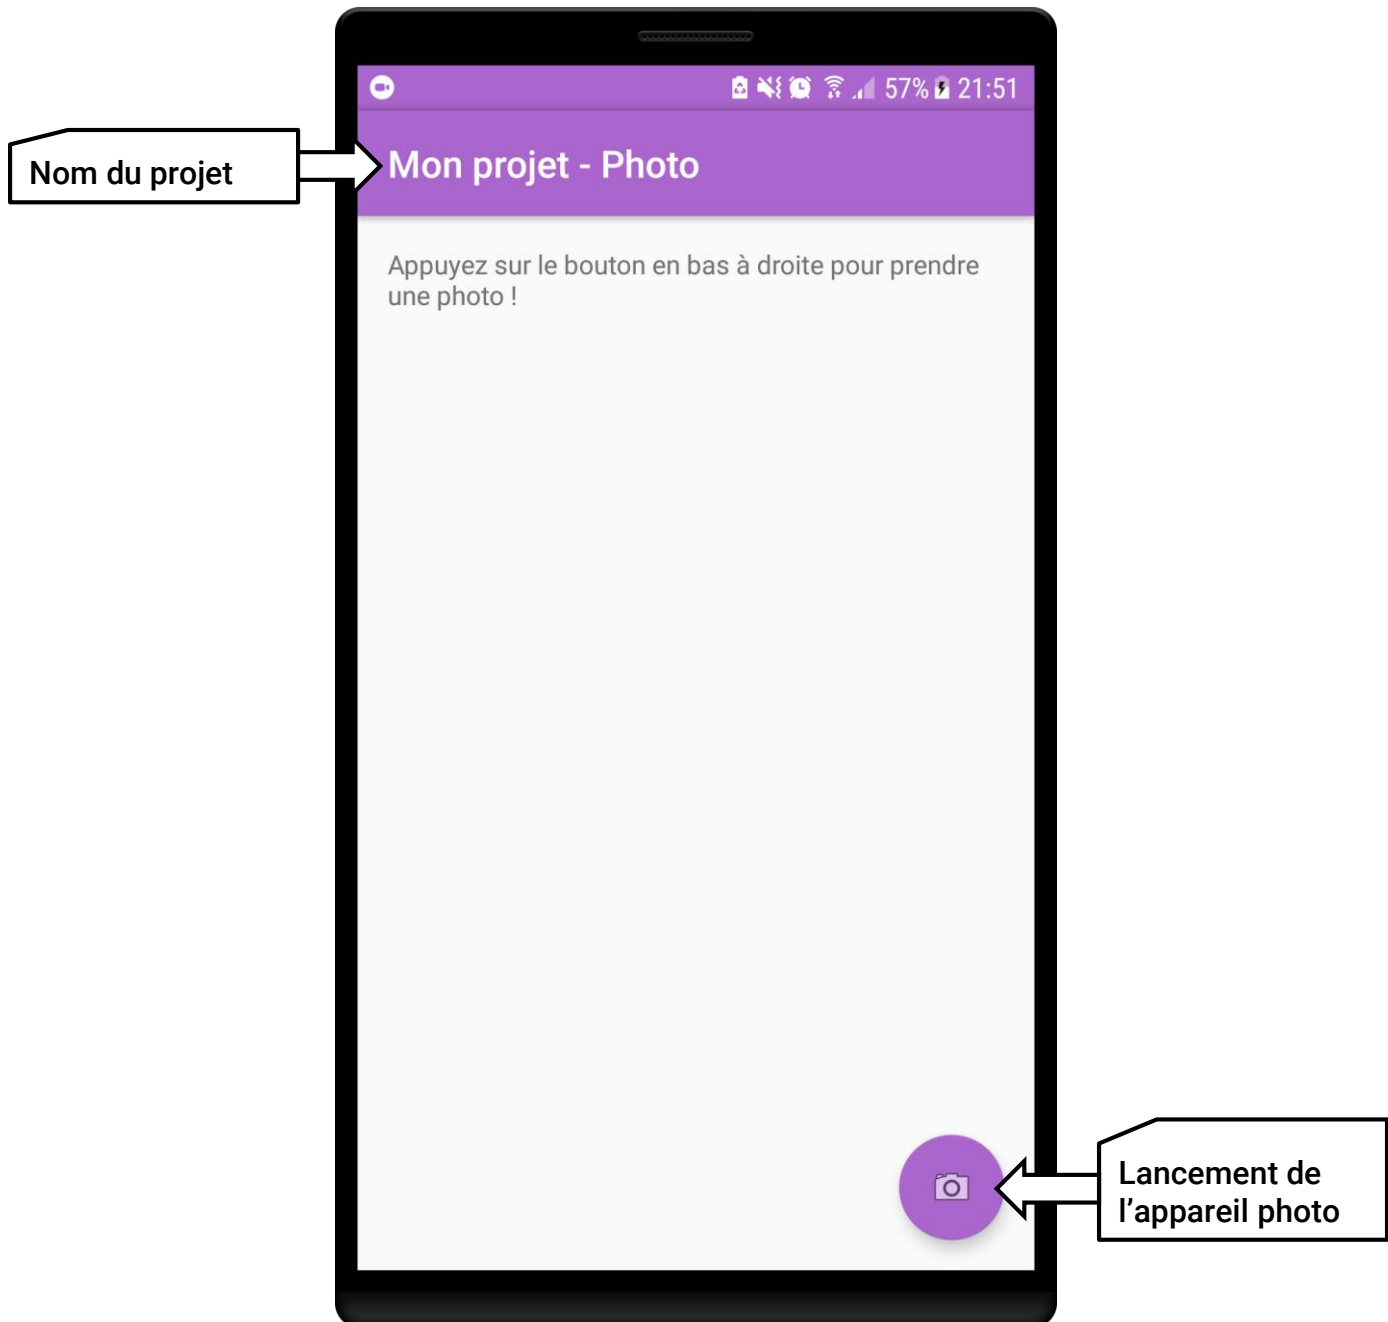 57% 21:51
Nom du projet
Mon projet - Photo
Appuyez sur le bouton en bas à droite pour prendre
une photo !
Lancement de
l’appareil photo